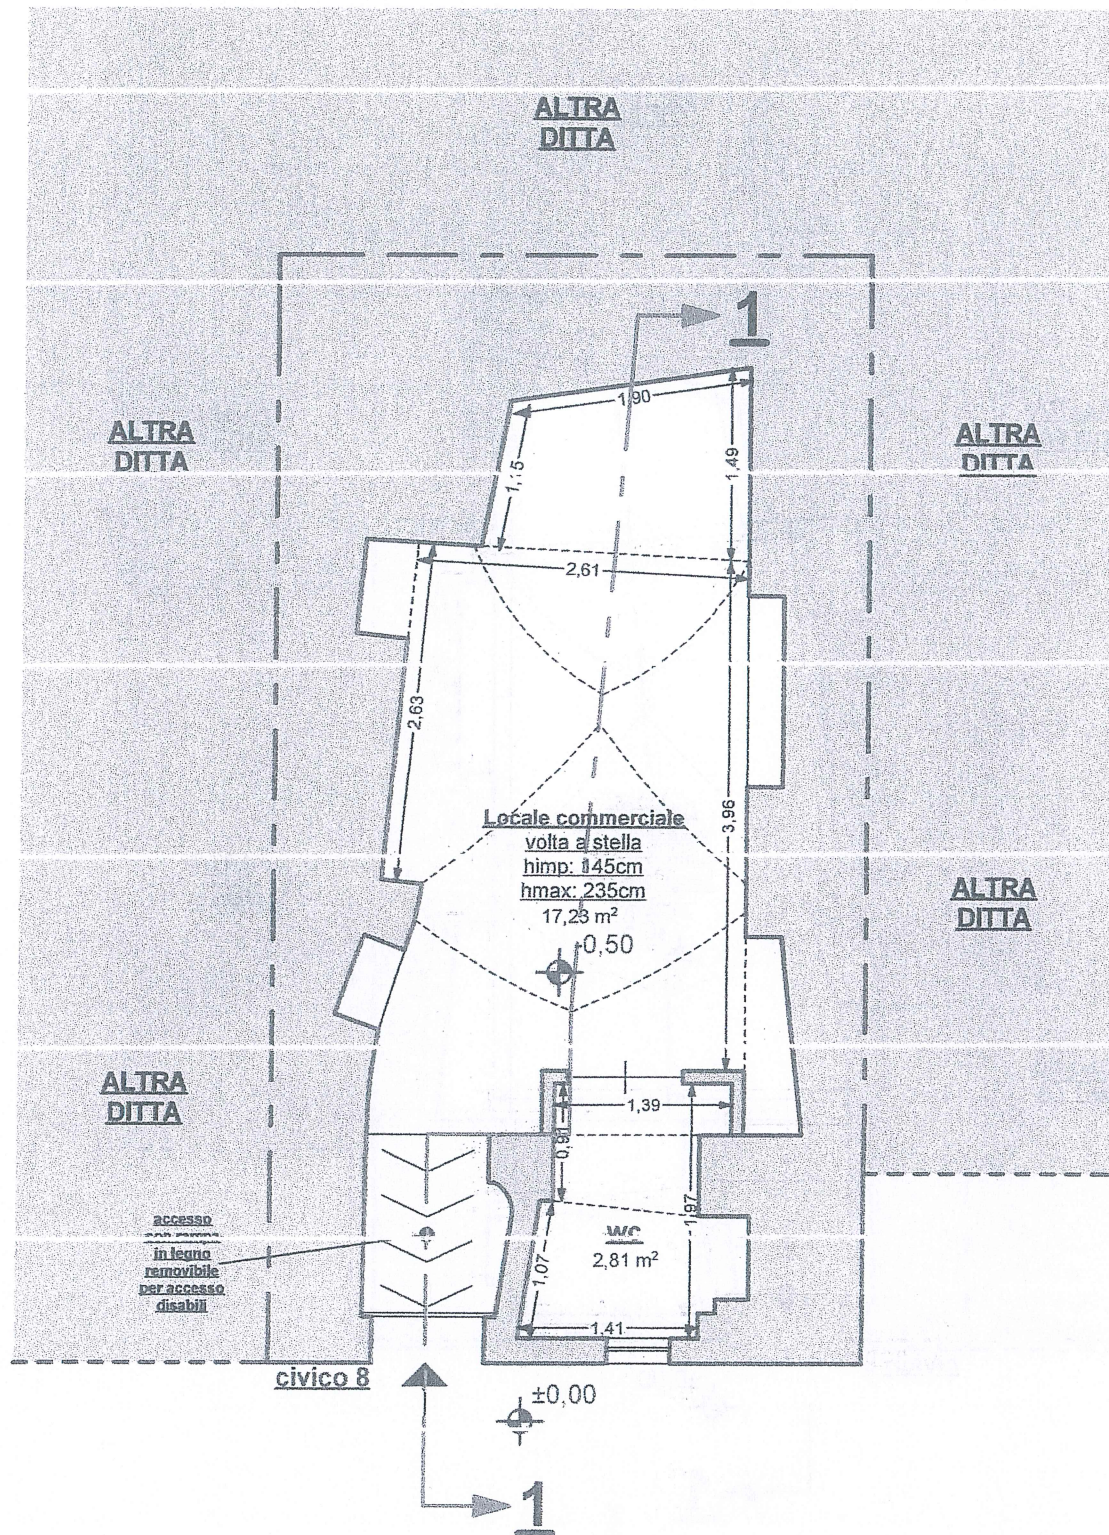 ALTRA
DITTA
1
1,90
1,15
1,49
ALTRA
DITTA
ALTRA
DITTA
2,61
2,63
3,96
Locale commerciale
volta a stella
himp: 145cm
hmax: 235cm
17,23 m²
-0,50
ALTRA
DITTA
ALTRA
DITTA
1,39
0,91
1,97
accesso
con rampa
in legno
removibile
per accesso
disabili
WC
2,81 m²
1,07
1,41
civico 8
±0,00
1